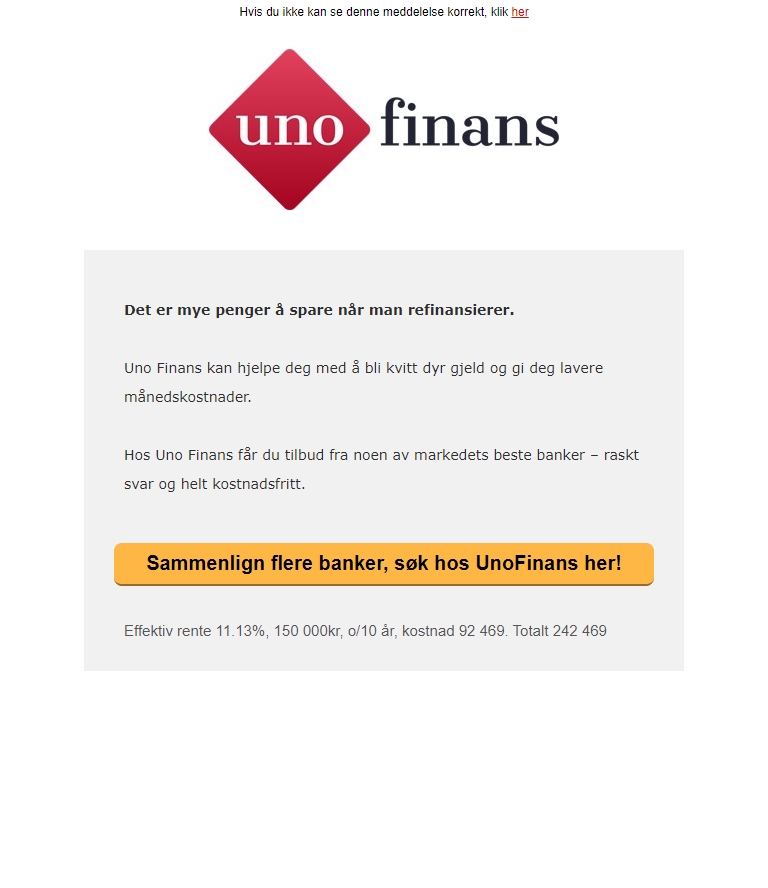 Hvis du ikke kan se denne meddelelse korrekt, klik her
uno finans
Det er mye penger å spare når man refinansierer.
Uno Finans kan hjelpe deg med å bli kvitt dyr gjeld og gi deg lavere
månedskostnader.
Hos Uno Finans får du tilbud fra noen av markedets beste banker – raskt
svar og helt kostnadsfritt.
Sammenlign flere banker, søk hos UnoFinans her!
Effektiv rente 11.13%, 150 000kr, o/10 år, kostnad 92 469. Totalt 242 469